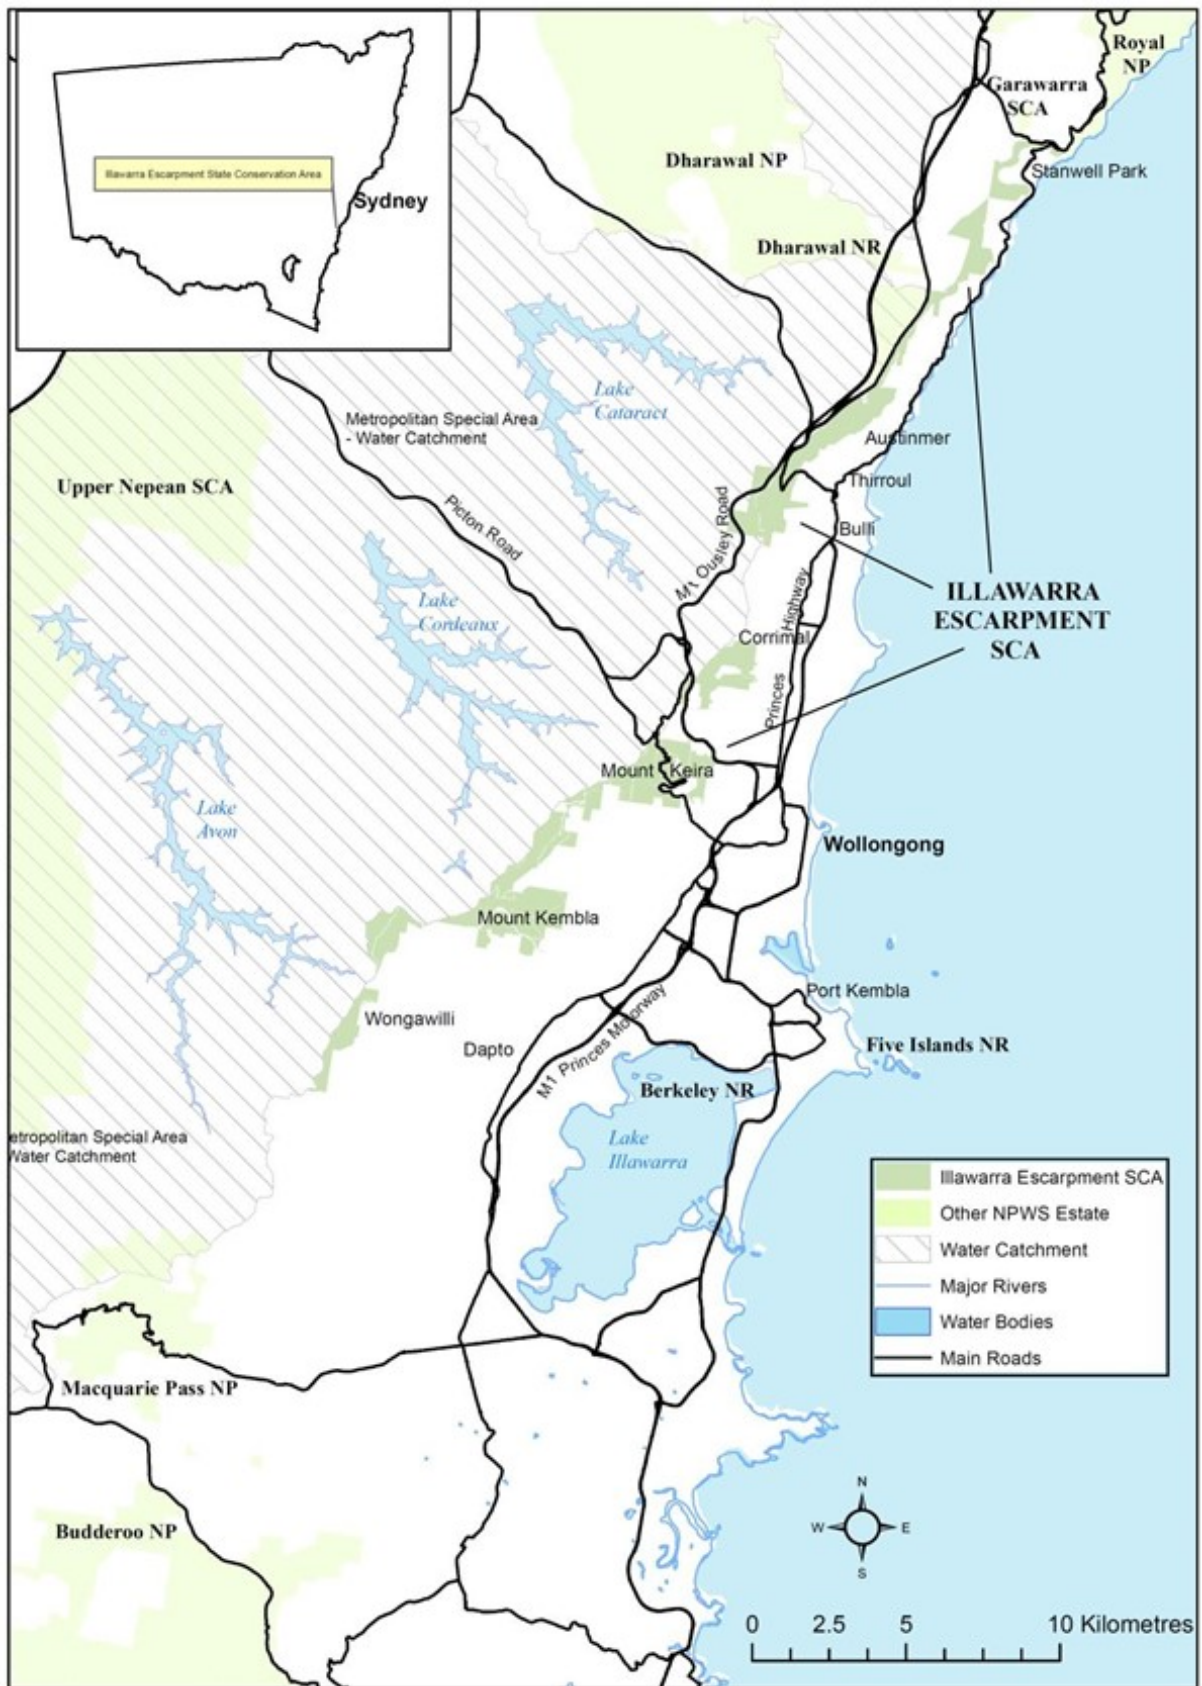 Illawarra Escarpment State Conservation Area
Sydney
Royal
NP
Garawarra
SCA
Dharawal NP
Stanwell Park
Dharawal NR
Lake
Cataract
Metropolitan Special Area
- Water Catchment
Austinmer
Thirroul
Upper Nepean SCA
Picton Road
Mt Ousley Road
Bulli
ILLAWARRA
ESCARPMENT
SCA
Lake
Cordeaux
Highway
Corrimal
Princes
Mount Keira
Lake
Avon
Wollongong
Mount Kembla
Port Kembla
Wongawilli
Dapto
M1 Princes Motorway
Five Islands NR
Berkeley NR
Lake
Illawarra
etropolitan Special Area
Water Catchment
Illawarra Escarpment SCA
Other NPWS Estate
Water Catchment
Major Rivers
Water Bodies
Main Roads
Macquarie Pass NP
Budderoo NP
N
W E
S
0 2.5 5 10 Kilometres